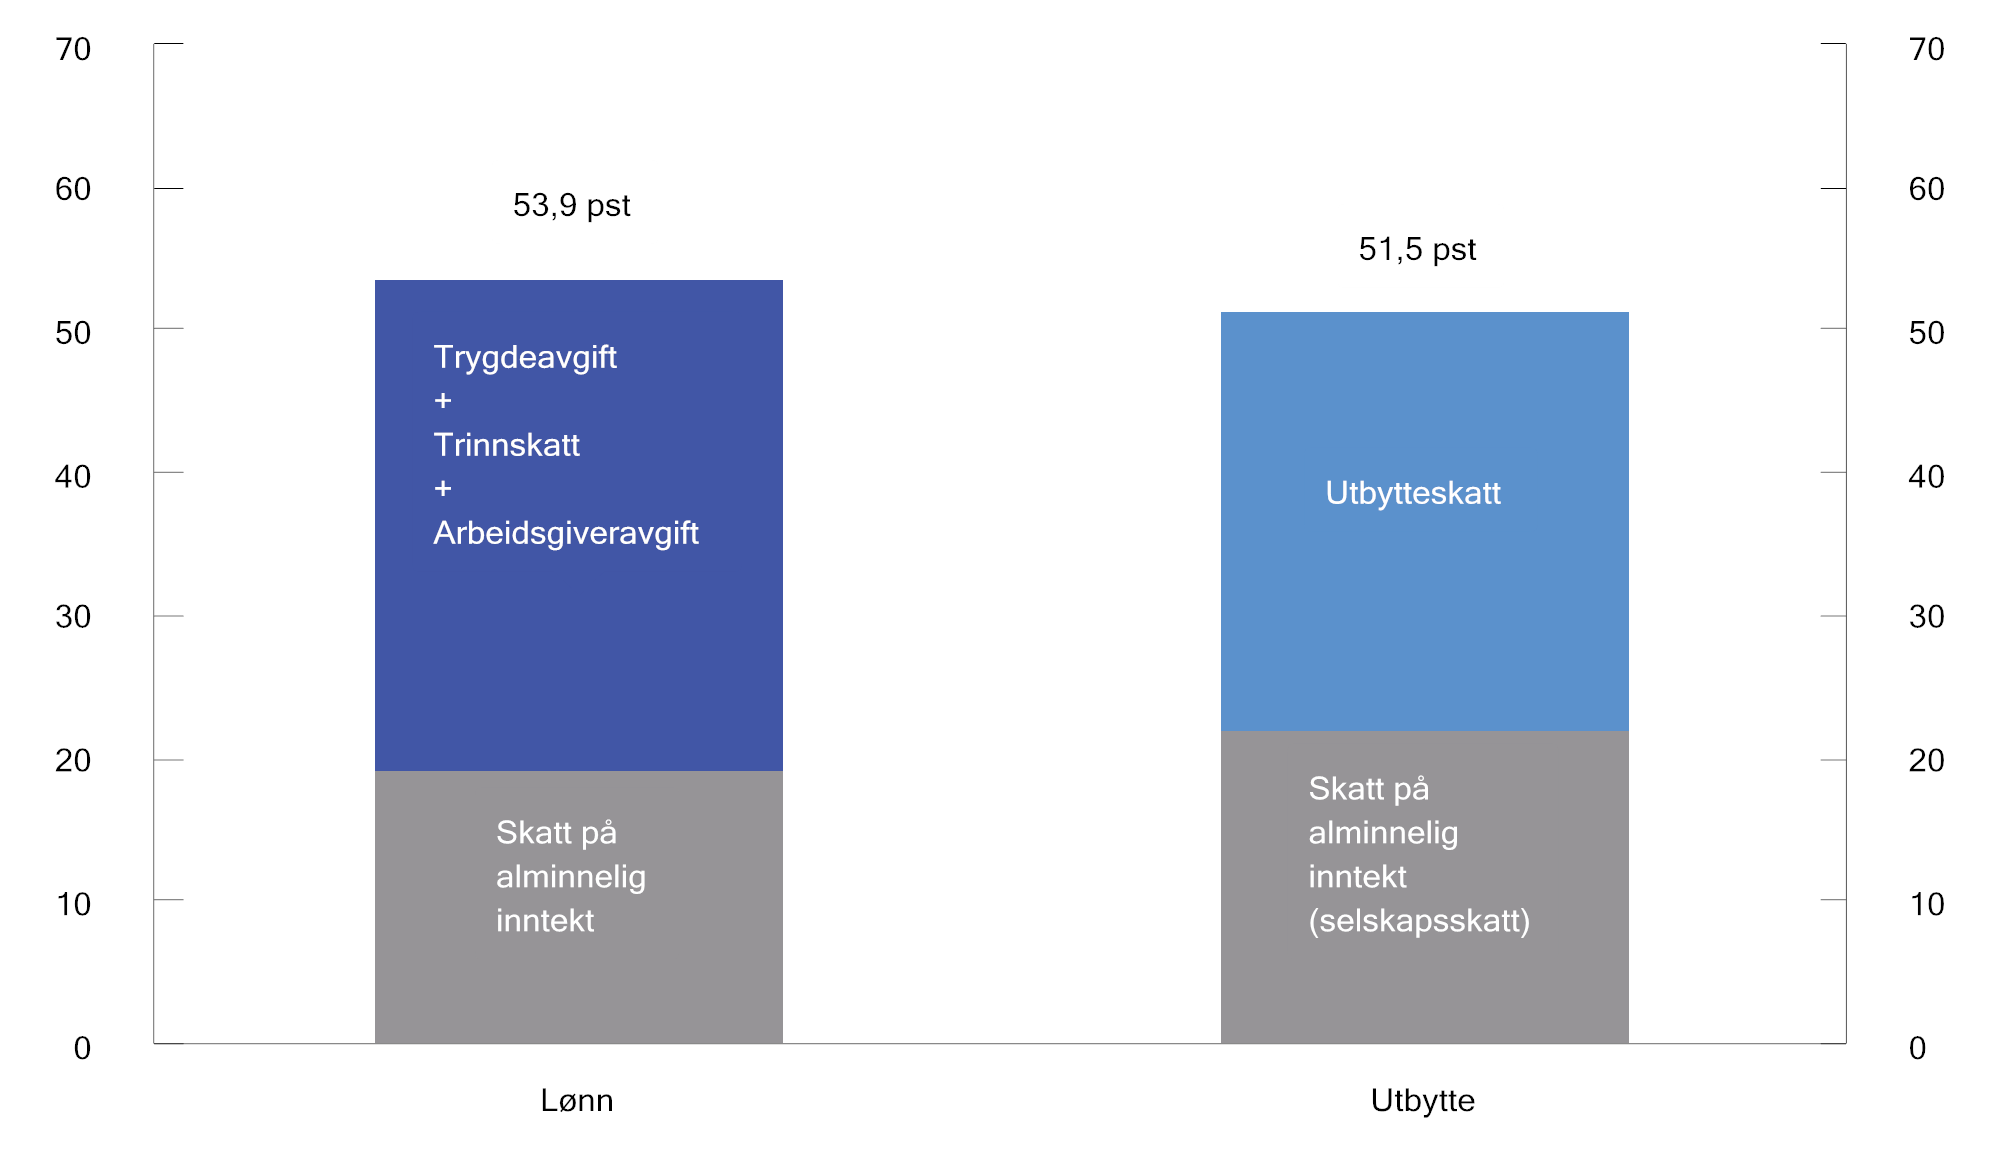 70
60
50
40
30
20
10
0
53,9 pst
Trygdeavgift
+
Trinnskatt
+
Arbeidsgiveravgift
Skatt på
alminnelig
inntekt
Lønn
51,5 pst
Utbytteskatt
Skatt på
alminnelig
inntekt
(selskapsskatt)
Utbytte
70
60
50
40
30
20
10
0